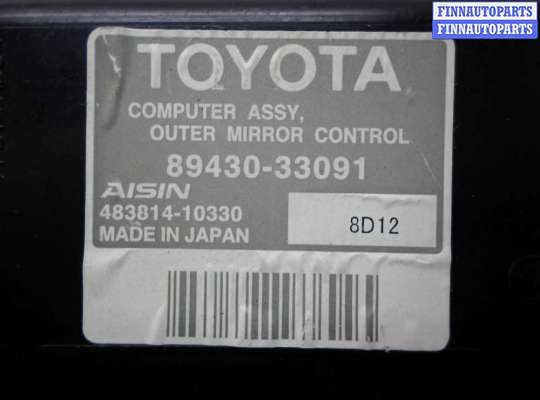 FINNAUTOPARTS
FINNAUTOPARTS
TOYOTA
COMPUTER ASSY,
OUTER MIRROR CONTROL
89430-33091
AISIN
483814-10330
MADE IN JAPAN
8D12